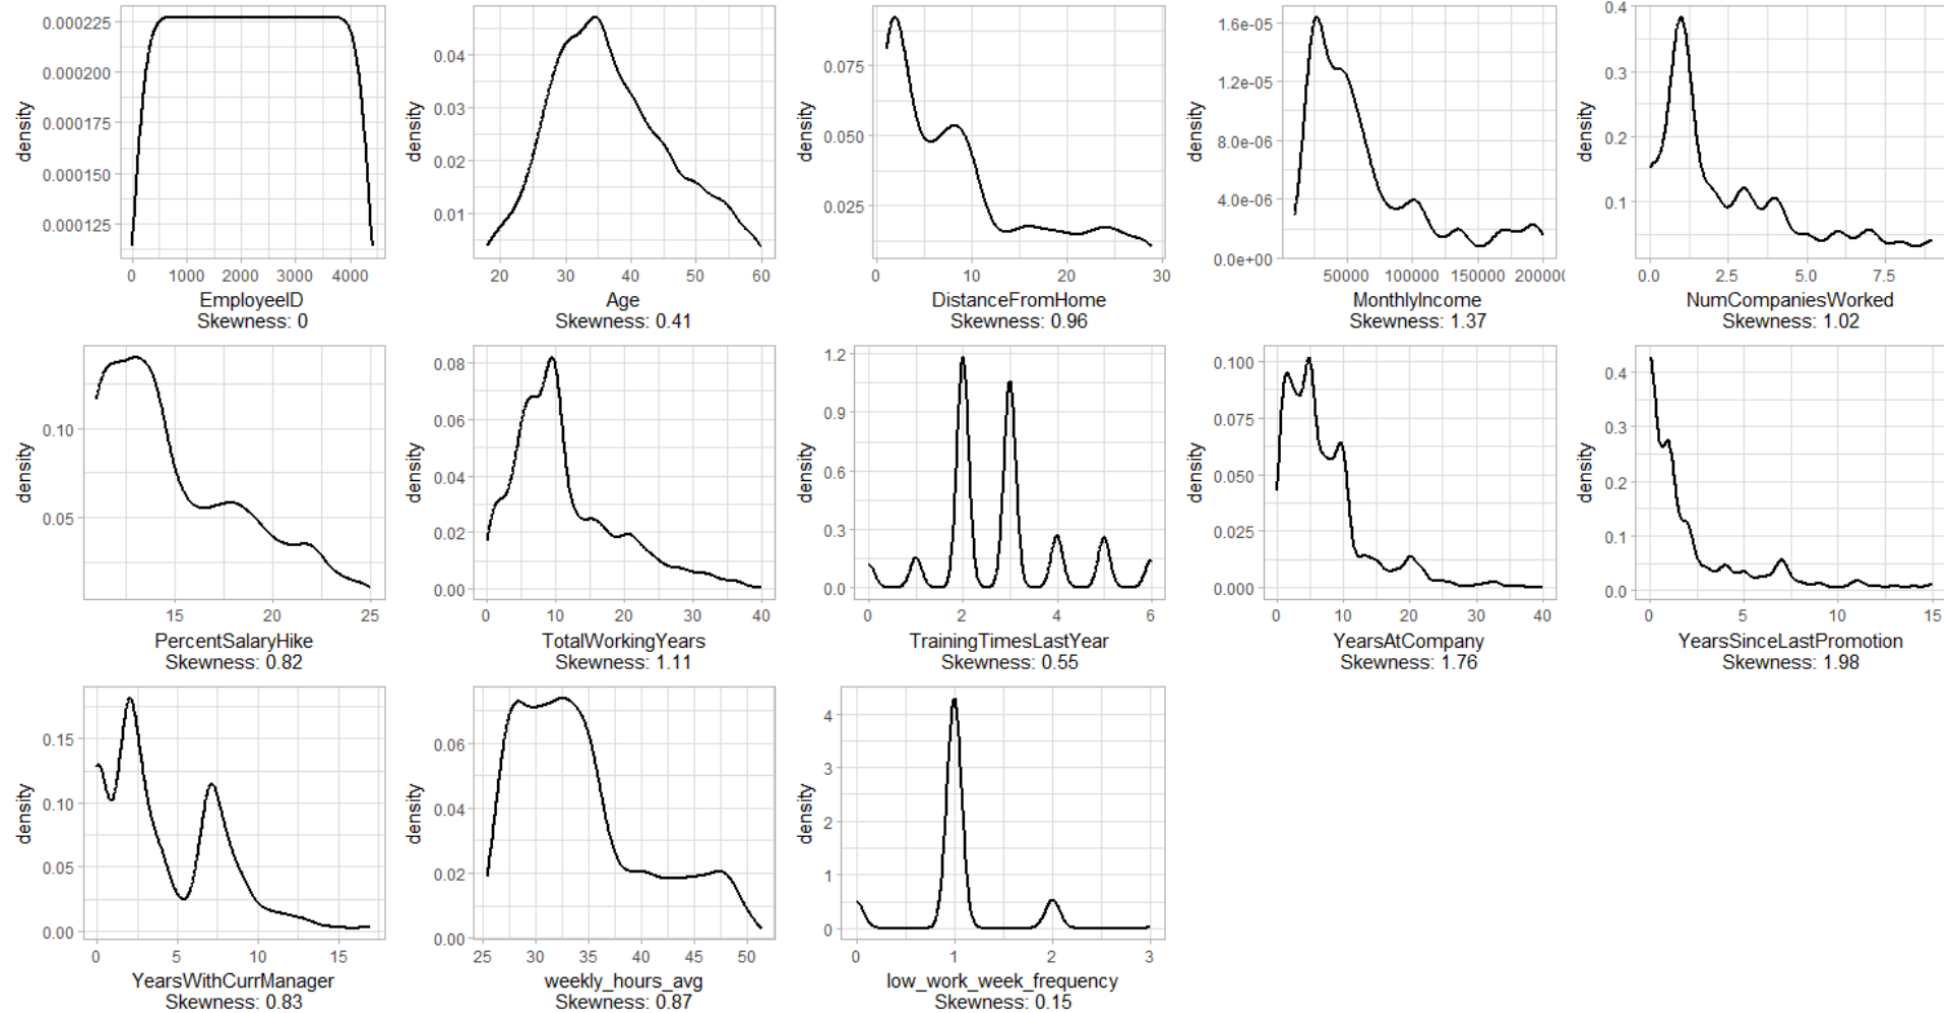 density
0.000225
0.000200
0.000175
0.000150
0.000125
0 1000 2000 3000 4000
EmployeeID
Skewness: 0
density
0.04
0.03
0.02
0.01
20 30 40 50 60
Age
Skewness: 0.41
density
0.075
0.050
0.025
0 10 20 30
DistanceFromHome
Skewness: 0.96
density
1.6e-05
1.2e-05
8.0e-06
4.0e-06
0.0e+00
50000 100000 150000 200000
MonthlyIncome
Skewness: 1.37
density
0.4
0.3
0.2
0.1
0.0 2.5 5.0 7.5
NumCompaniesWorked
Skewness: 1.02
density
0.10
0.05
15 20 25
PercentSalaryHike
Skewness: 0.82
density
0.08
0.06
0.04
0.02
0.00
0 10 20 30 40
TotalWorkingYears
Skewness: 1.11
density
1.2
0.9
0.6
0.3
0.0
0 2 4 6
TrainingTimesLastYear
Skewness: 0.55
density
0.100
0.075
0.050
0.025
0.000
0 10 20 30 40
YearsAtCompany
Skewness: 1.76
density
0.4
0.3
0.2
0.1
0.0
0 5 10 15
YearsSinceLastPromotion
Skewness: 1.98
density
0.15
0.10
0.05
0.00
0 5 10 15
YearsWithCurrManager
Skewness: 0.83
density
0.06
0.04
0.02
0.00
25 30 35 40 45 50
weekly_hours_avg
Skewness: 0.87
density
4
3
2
1
0
0 1 2 3
low_work_week_frequency
Skewness: 0.15